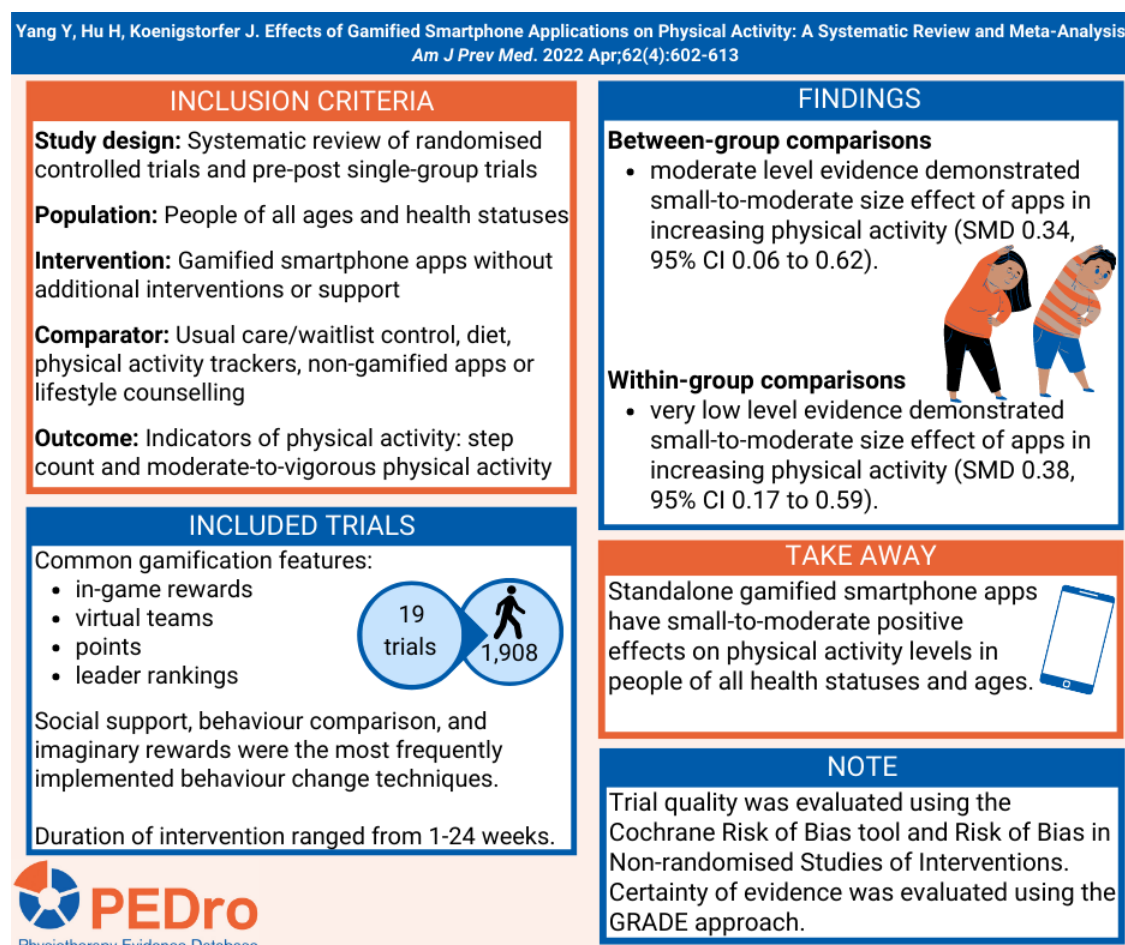 Yang Y, Hu H, Koenigstorfer J. Effects of Gamified Smartphone Applications on Physical Activity: A Systematic Review and Meta-Analysis
Am J Prev Med. 2022 Apr;62(4):602-613
INCLUSION CRITERIA
Study design: Systematic review of randomised
controlled trials and pre-post single-group trials
Population: People of all ages and health statuses
Intervention: Gamified smartphone apps without
additional interventions or support
Comparator: Usual care/waitlist control, diet,
physical activity trackers, non-gamified apps or
lifestyle counselling
Outcome: Indicators of physical activity: step
count and moderate-to-vigorous physical activity
INCLUDED TRIALS
Common gamification features:
• in-game rewards
• virtual teams
• points
• leader rankings
19
trials
1,908
Social support, behaviour comparison, and
imaginary rewards were the most frequently
implemented behaviour change techniques.
Duration of intervention ranged from 1-24 weeks.
PEDro
Physiotherapy Evidence Database
FINDINGS
Between-group comparisons
• moderate level evidence demonstrated
small-to-moderate size effect of apps in
increasing physical activity (SMD 0.34,
95% CI 0.06 to 0.62).
Within-group comparisons
• very low level evidence demonstrated
small-to-moderate size effect of apps in
increasing physical activity (SMD 0.38,
95% CI 0.17 to 0.59).
TAKE AWAY
Standalone gamified smartphone apps
have small-to-moderate positive
effects on physical activity levels in
people of all health statuses and ages.
NOTE
Trial quality was evaluated using the
Cochrane Risk of Bias tool and Risk of Bias in
Non-randomised Studies of Interventions.
Certainty of evidence was evaluated using the
GRADE approach.